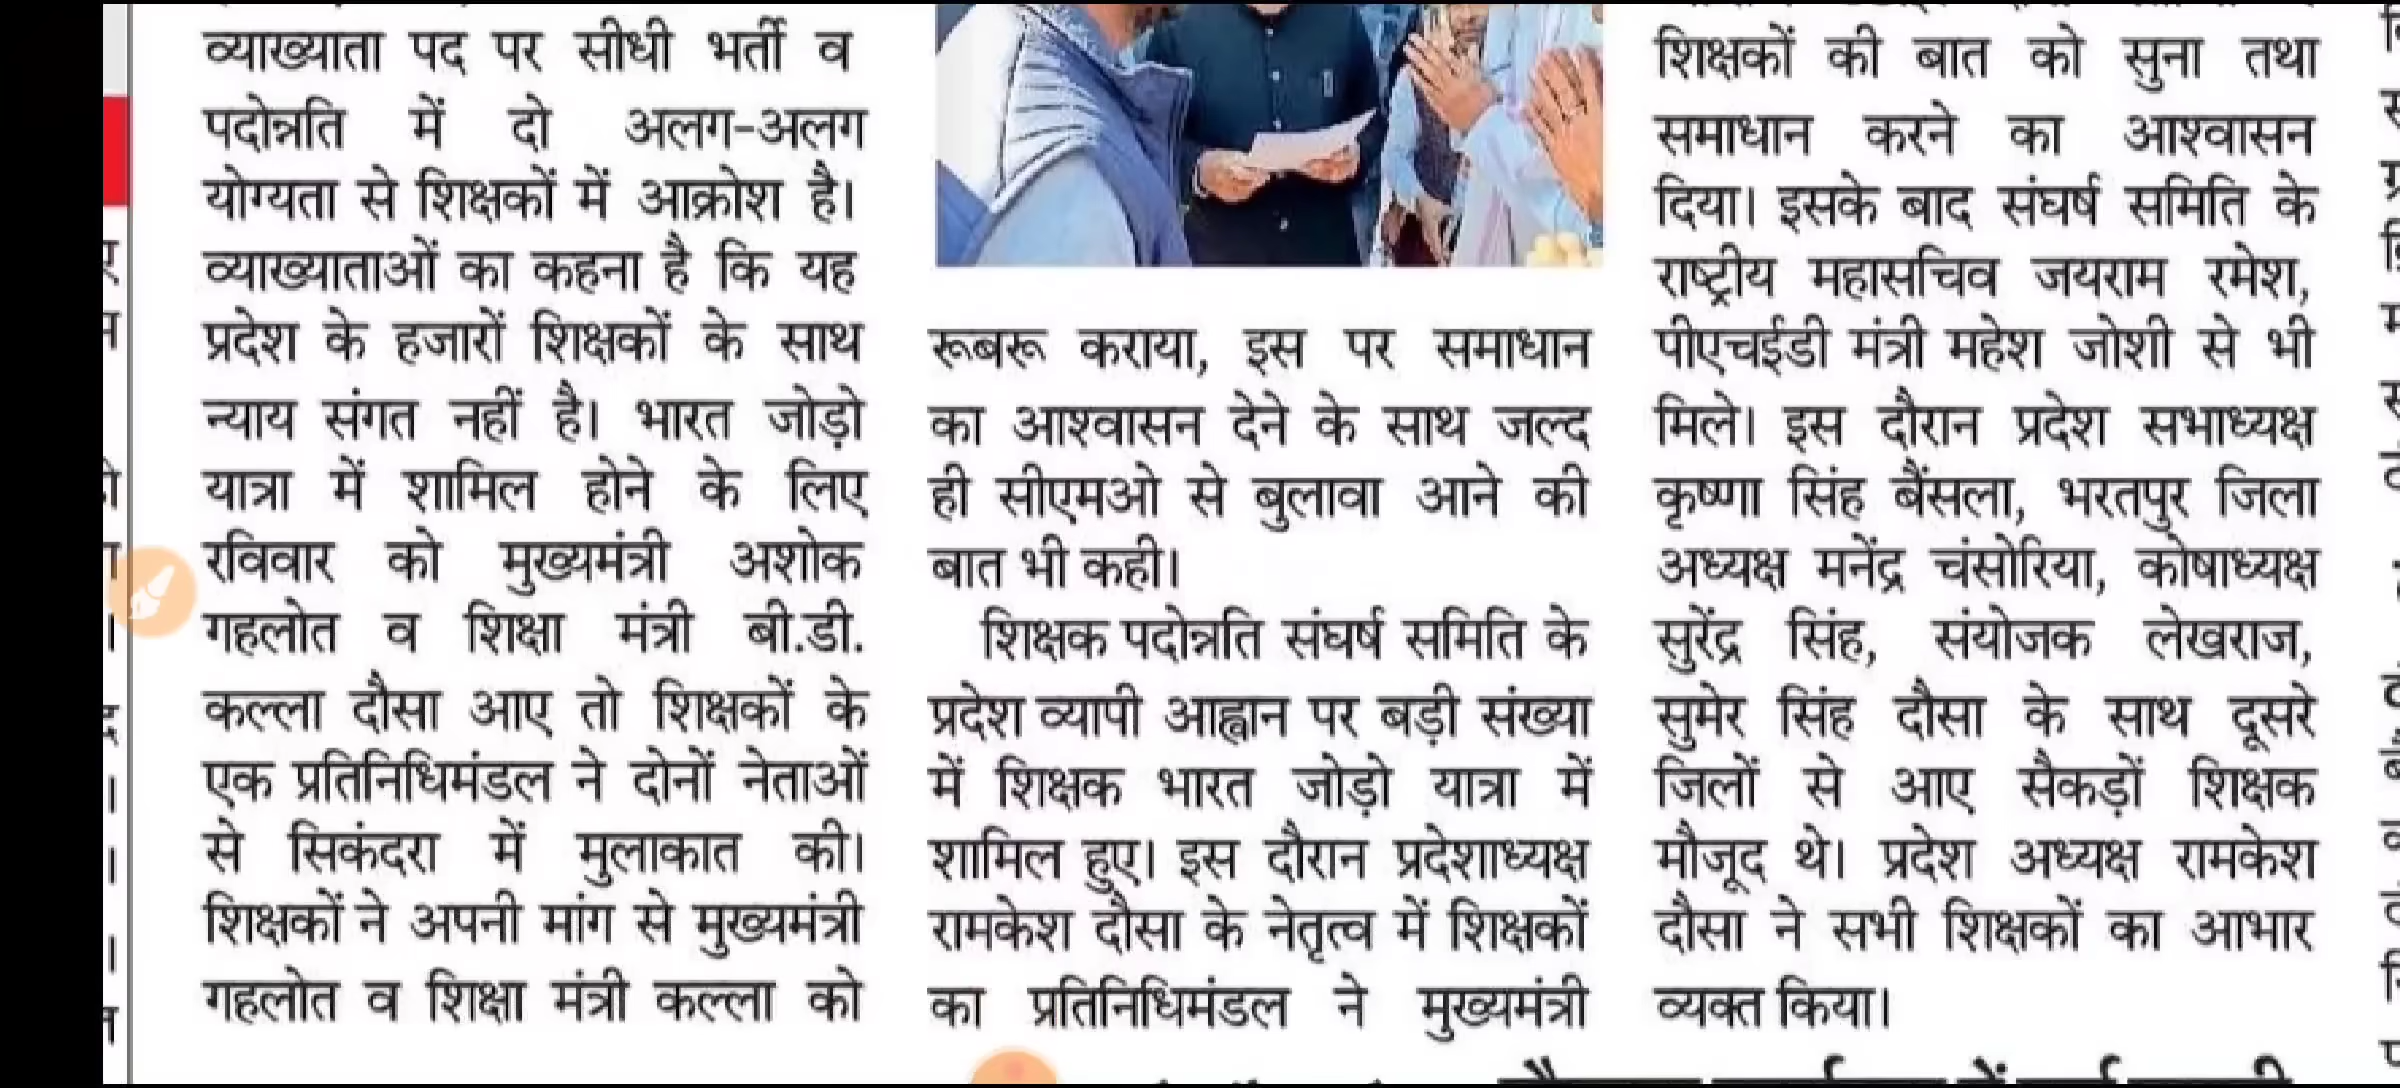 व्याख्याता पद पर सीधी भर्ती व
पदोन्नति में दो अलग-अलग
योग्यता से शिक्षकों में आक्रोश है।
व्याख्याताओं का कहना है कि यह
प्रदेश के हजारों शिक्षकों के साथ
न्याय संगत नहीं है। भारत जोड़ो
यात्रा में शामिल होने के लिए
रविवार को मुख्यमंत्री अशोक
गहलोत व शिक्षा मंत्री बी.डी.
कल्ला दौसा आए तो शिक्षकों के
एक प्रतिनिधिमंडल ने दोनों नेताओं
से सिकंदरा में मुलाकात की।
शिक्षकों ने अपनी मांग से मुख्यमंत्री
गहलोत व शिक्षा मंत्री कल्ला को
रूबरू कराया, इस पर समाधान
का आश्वासन देने के साथ जल्द
ही सीएमओ से बुलावा आने की
बात भी कही।
शिक्षक पदोन्नति संघर्ष समिति के
प्रदेश व्यापी आह्वान पर बड़ी संख्या
में शिक्षक भारत जोड़ो यात्रा में
शामिल हुए। इस दौरान प्रदेशाध्यक्ष
रामकेश दौसा के नेतृत्व में शिक्षकों
का प्रतिनिधिमंडल ने मुख्यमंत्री
शिक्षकों की बात को सुना तथा
समाधान करने का आश्वासन
दिया। इसके बाद संघर्ष समिति के
राष्ट्रीय महासचिव जयराम रमेश,
पीएचईडी मंत्री महेश जोशी से भी
मिले। इस दौरान प्रदेश सभाध्यक्ष
कृष्णा सिंह बैंसला, भरतपुर जिला
अध्यक्ष मनेंद्र चंसोरिया, कोषाध्यक्ष
सुरेंद्र सिंह, संयोजक लेखराज,
सुमेर सिंह दौसा के साथ दूसरे
जिलों से आए सैकड़ों शिक्षक
मौजूद थे। प्रदेश अध्यक्ष रामकेश
दौसा ने सभी शिक्षकों का आभार
व्यक्त किया।